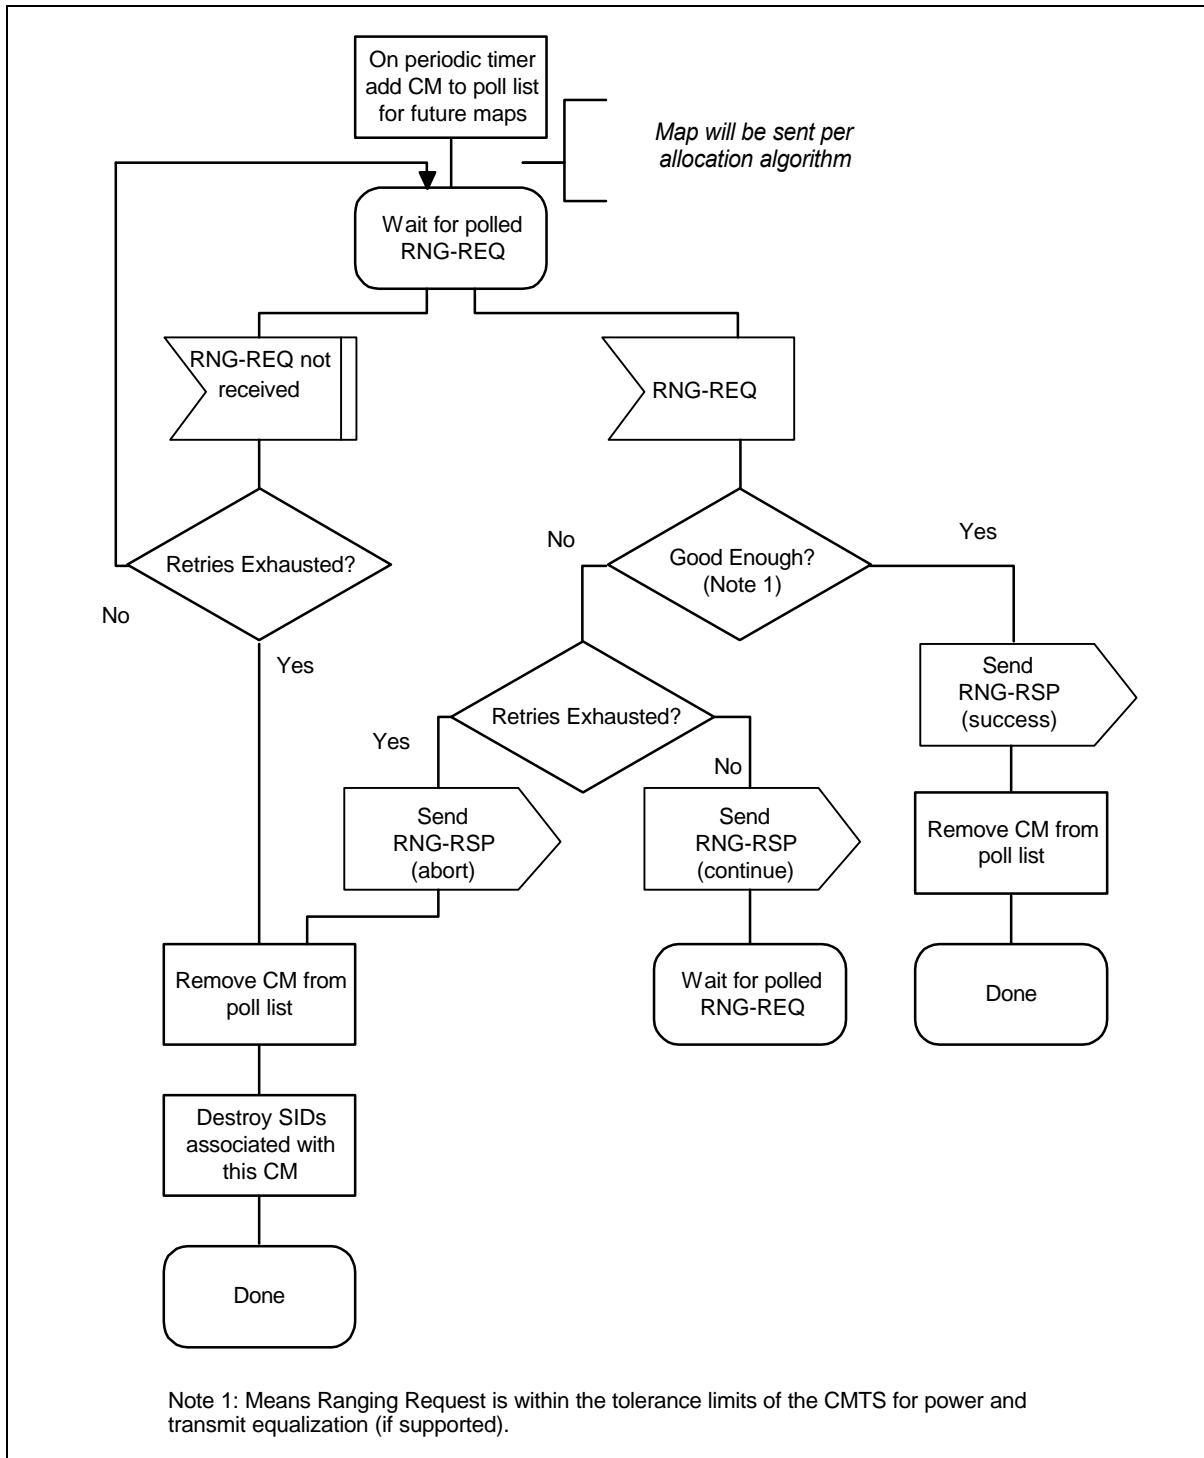 On periodic timer
add CM to poll list
for future maps
Map will be sent per
allocation algorithm
Wait for polled
RNG-REQ
RNG-REQ not
received
RNG-REQ
Retries Exhausted?
No
Yes
Good Enough?
(Note 1)
No
Yes
Retries Exhausted?
Yes
No
Send
RNG-RSP
(success)
Send
RNG-RSP
(abort)
Send
RNG-RSP
(continue)
Remove CM from
poll list
Remove CM from
poll list
Wait for polled
RNG-REQ
Done
Destroy SIDs
associated with
this CM
Done
Note 1: Means Ranging Request is within the tolerance limits of the CMTS for power and
transmit equalization (if supported).